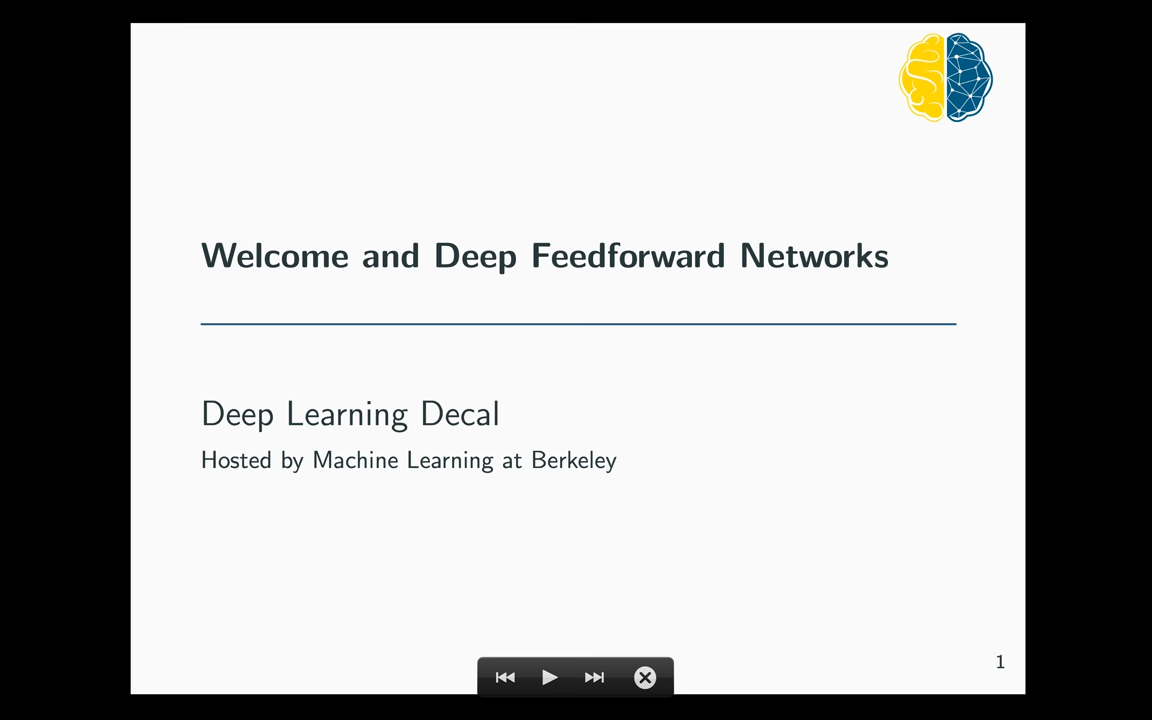 Welcome and Deep Feedforward Networks
Deep Learning Decal
Hosted by Machine Learning at Berkeley
1